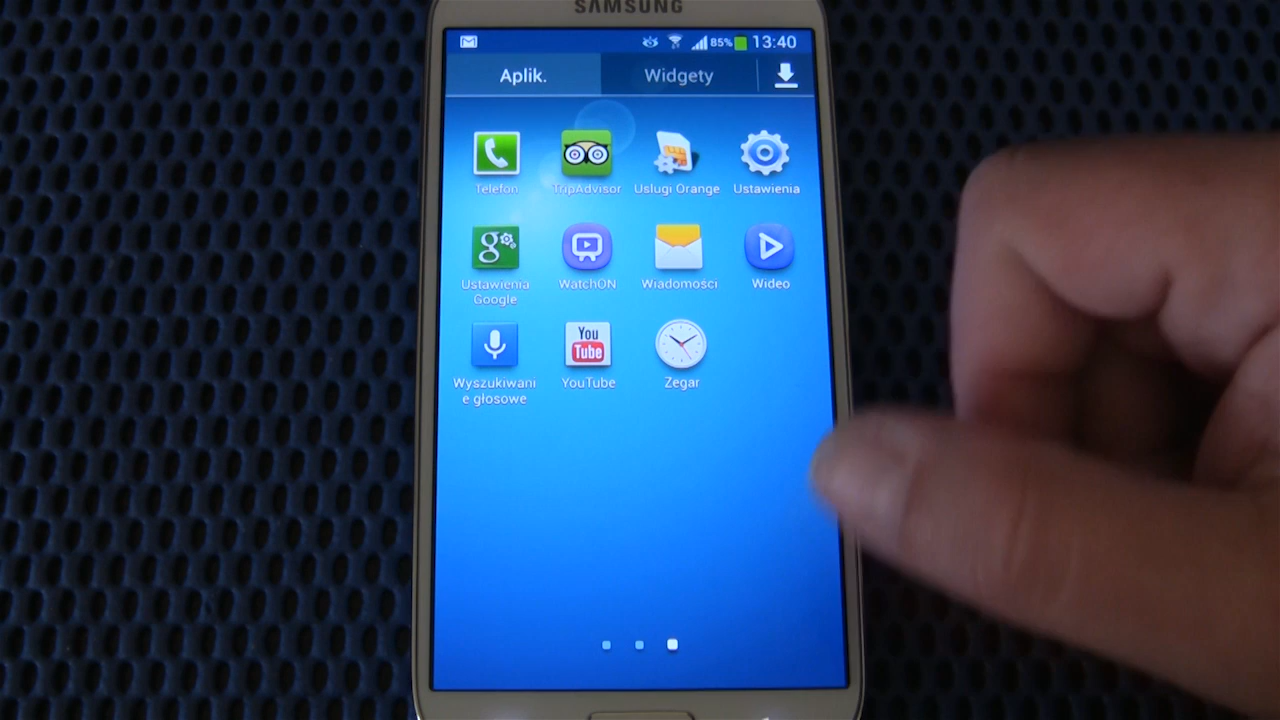 SAMSUNG
85% 13:40
Aplik. Widgety
Telefon TripAdvisor Usługi Orange Ustawienia
g
Ustawienia Google WatchON Wiadomości Wideo
You
Tube
Wyszukiwani YouTube Zegar
e głosowe